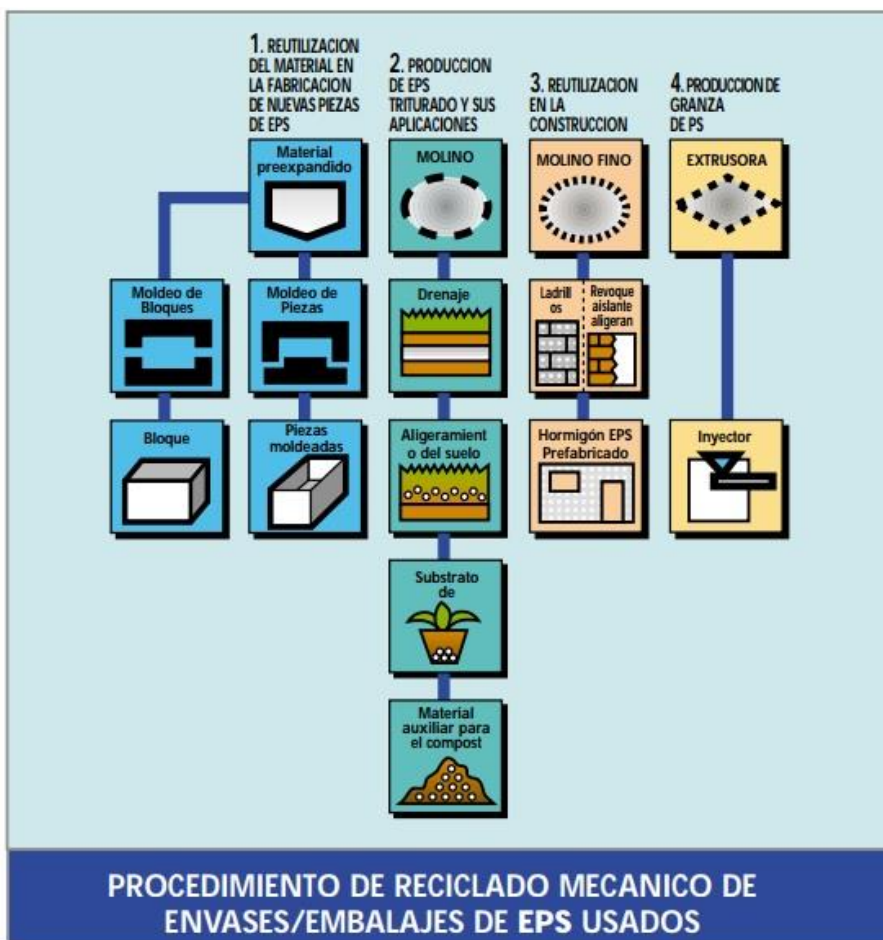 1. REUTILIZACION
DEL MATERIAL EN
LA FABRICACION
DE NUEVAS PIEZAS
DE EPS
2. PRODUCCION
DE EPS
TRITURADO Y SUS
APLICACIONES
3. REUTILIZACION
EN LA
CONSTRUCCION
4. PRODUCCION DE
GRANZA
DE PS
Material
preexpandido
MOLINO
MOLINO FINO
EXTRUSORA
Moldeo de
Bloques
Moldeo de
Piezas
Drenaje
Ladrill
os
Revoque
aislante
aligeran
Bloque
Piezas
moldeadas
Aligeramient
o del suelo
Hormigón EPS
Prefabricado
Inyector
Substrato
de
Material
auxiliar para
el compost
PROCEDIMIENTO DE RECICLADO MECANICO DE
ENVASES/EMBALAJES DE EPS USADOS